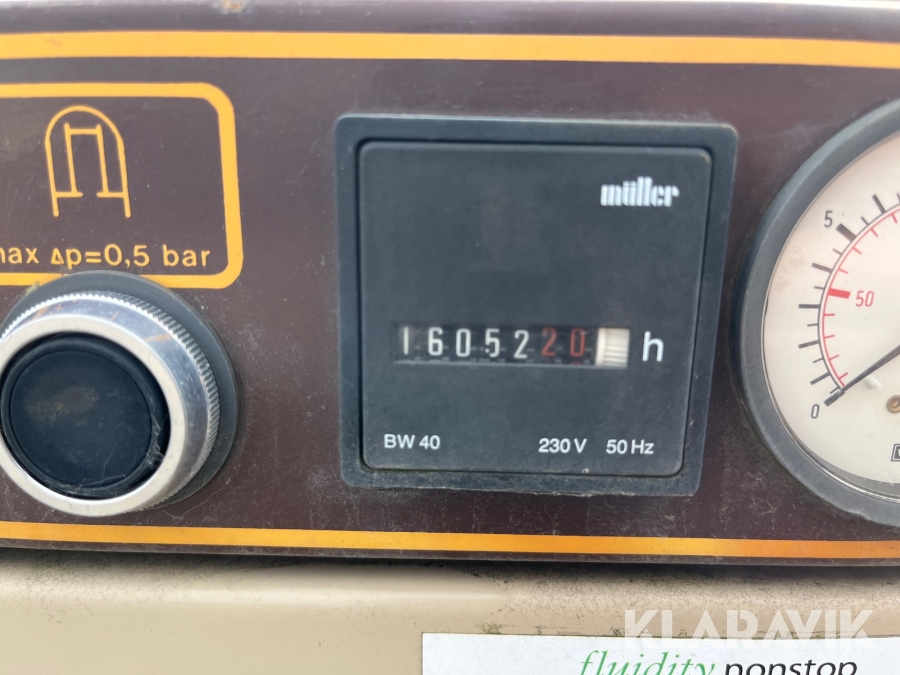 max Δp=0,5 bar
müller
1605220 h
BW 40 230 V 50 Hz
5
50
0
KLARAVIK
fluidity nonstop